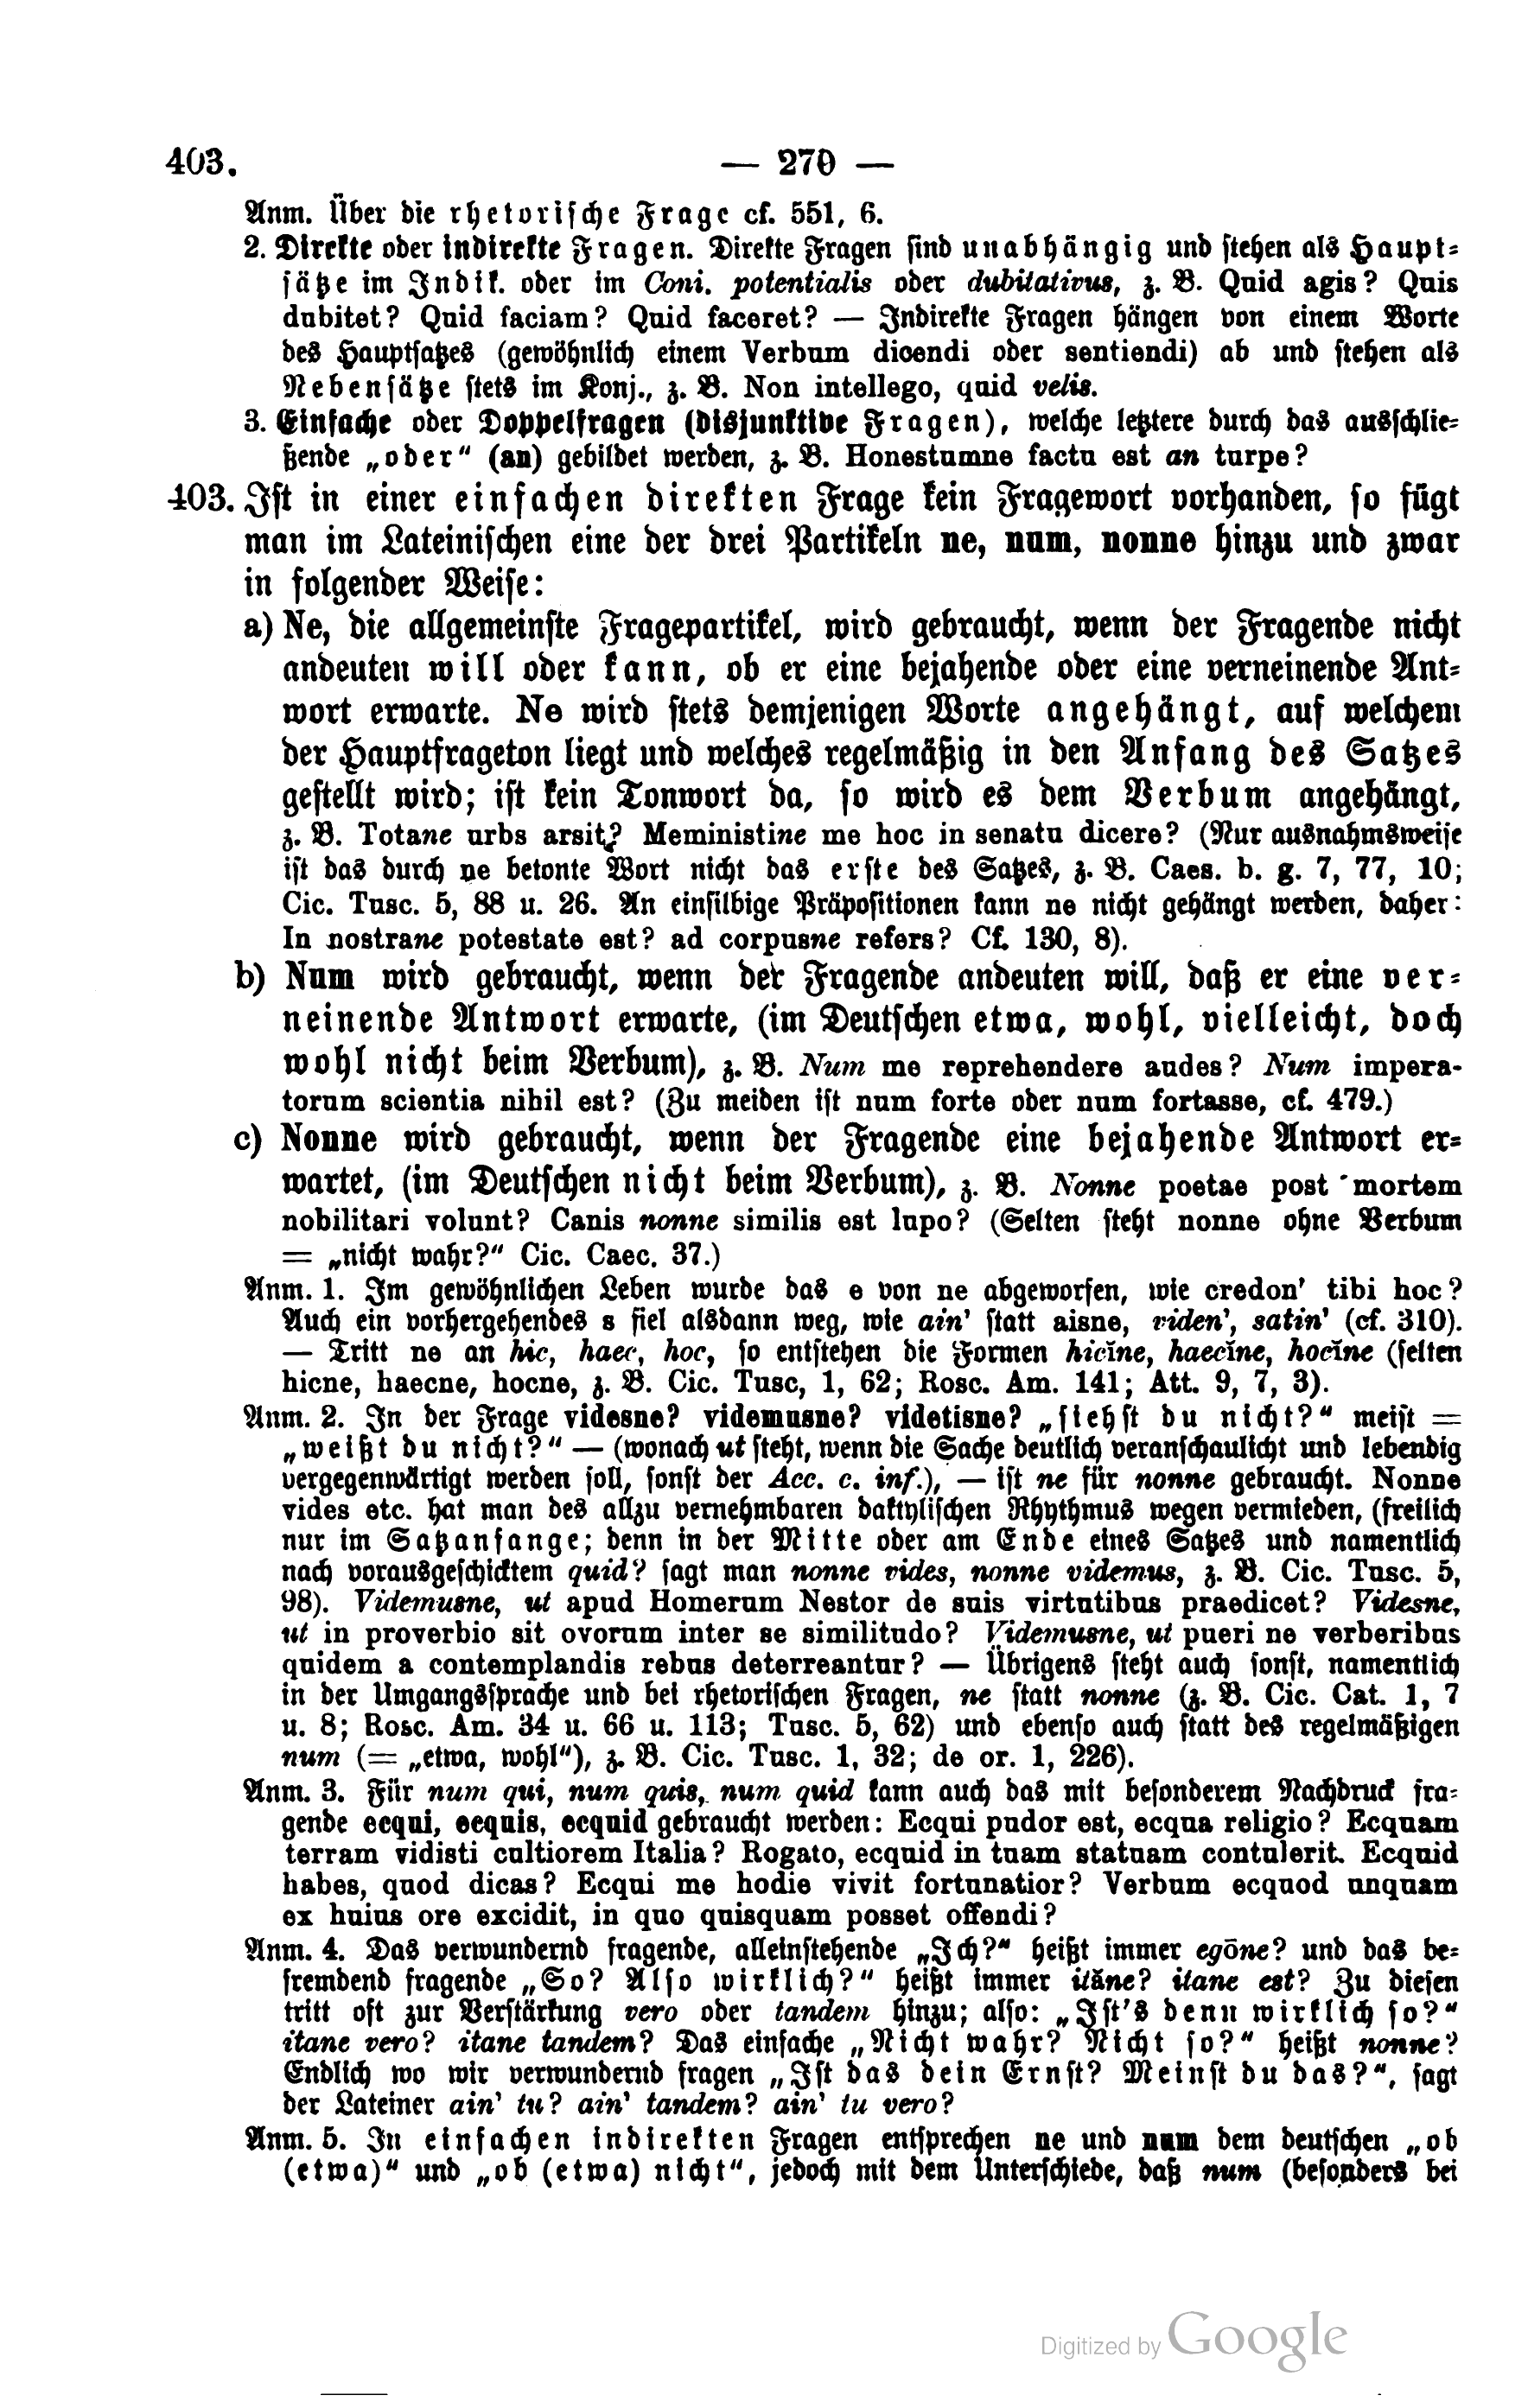 403. — 270 —
Anm. Über die rhetorische Frage cf. 551, 6.
2. Direkte oder indirekte Fragen. Direkte Fragen sind unabhängig und stehen als Haupt-
sätze im Indik. oder im Coni. potentialis oder dubitativus, z. B. Quid agis? Quis
dubitet? Quid faciam? Quid faceret? — Indirekte Fragen hängen von einem Worte
des Hauptsatzes (gewöhnlich einem Verbum dicendi oder sentiendi) ab und stehen als
Nebensätze stets im Konj., z. B. Non intellego, quid velis.
3. Einfache oder Doppelfragen (disjunktive Fragen), welche letztere durch das ausschlie-
ßende „oder“ (an) gebildet werden, z. B. Honestumne factu est an turpe?
403. Ist in einer einfachen direkten Frage kein Fragewort vorhanden, so fügt
man im Lateinischen eine der drei Partikeln ne, num, nonne hinzu und zwar
in folgender Weise:
a) Ne, die allgemeinste Fragepartikel, wird gebraucht, wenn der Fragende nicht
andeuten will oder kann, ob er eine bejahende oder eine verneinende Ant-
wort erwarte. Ne wird stets demjenigen Worte angehängt, auf welchem
der Hauptfrageton liegt und welches regelmäßig in den Anfang des Satzes
gestellt wird; ist kein Tonwort da, so wird es dem Verbum angehängt,
z. B. Totane urbs arsit? Meministine me hoc in senatu dicere? (Nur ausnahmsweise
ist das durch ne betonte Wort nicht das erste des Satzes, z. B. Caes. b. g. 7, 77, 10;
Cic. Tusc. 5, 88 u. 26. An einsilbige Präpositionen kann ne nicht gehängt werden, daher:
In nostrane potestate est? ad corpusne refers? Cf. 130, 8).
b) Num wird gebraucht, wenn der Fragende andeuten will, daß er eine ver-
neinende Antwort erwarte, (im Deutschen etwa, wohl, vielleicht, doch
wohl nicht beim Verbum), z. B. Num me reprehendere audes? Num impera-
torum scientia nihil est? (Zu meiden ist num forte oder num fortasse, cf. 479.)
c) Nonne wird gebraucht, wenn der Fragende eine bejahende Antwort er-
wartet, (im Deutschen nicht beim Verbum), z. B. Nonne poetae post mortem
nobilitari volunt? Canis nonne similis est lupo? (Selten steht nonne ohne Verbum
= „nicht wahr?“ Cic. Caec. 37.)
Anm. 1. Im gewöhnlichen Leben wurde das e von ne abgeworfen, wie credon' tibi hoc?
Auch ein vorhergehendes s fiel alsdann weg, wie ain' statt aisne, viden', satin' (cf. 310).
— Tritt ne an hic, haec, hoc, so entstehen die Formen hicĭne, haecĭne, hocĭne (selten
hicne, haecne, hocne, z. B. Cic. Tusc, 1, 62; Rosc. Am. 141; Att. 9, 7, 3).
Anm. 2. In der Frage videsne? videmusne? videtisne? „siehst du nicht?“ meist =
„weißt du nicht?“ — (wonach ut steht, wenn die Sache deutlich veranschaulicht und lebendig
vergegenwärtigt werden soll, sonst der Acc. c. inf.), — ist ne für nonne gebraucht. Nonne
vides etc. hat man des allzu vernehmbaren daktylischen Rhythmus wegen vermieden, (freilich
nur im Satzanfange; denn in der Mitte oder am Ende eines Satzes und namentlich
nach vorausgeschicktem quid? sagt man nonne vides, nonne videmus, z. B. Cic. Tusc. 5,
98). Videmusne, ut apud Homerum Nestor de suis virtutibus praedicet? Videsne,
ut in proverbio sit ovorum inter se similitudo? Videmusne, ut pueri ne verberibus
quidem a contemplandis rebus deterreantur? — Übrigens steht auch sonst, namentlich
in der Umgangssprache und bei rhetorischen Fragen, ne statt nonne (z. B. Cic. Cat. 1, 7
u. 8; Rosc. Am. 34 u. 66 u. 113; Tusc. 5, 62) und ebenso auch statt des regelmäßigen
num (= „etwa, wohl“), z. B. Cic. Tusc. 1, 32; de or. 1, 226).
Anm. 3. Für num qui, num quis, num quid kann auch das mit besonderem Nachdruck fra-
gende ecqui, ecquis, ecquid gebraucht werden: Ecqui pudor est, ecqua religio? Ecquam
terram vidisti cultiorem Italia? Rogato, ecquid in tuam statuam contulerit. Ecquid
habes, quod dicas? Ecqui me hodie vivit fortunatior? Verbum ecquod unquam
ex huius ore excidit, in quo quisquam posset offendi?
Anm. 4. Das verwundernd fragende, alleinstehende „Ich?“ heißt immer egōne? und das be-
fremdend fragende „So? Also wirklich?“ heißt immer ităne? itane est? Zu diesen
tritt oft zur Verstärkung vero oder tandem hinzu; also: „Ist's denn wirklich so?“
itane vero? itane tandem? Das einfache „Nicht wahr? Nicht so?“ heißt nonne?
Endlich wo wir verwundernd fragen „Ist das dein Ernst? Meinst du das?“, sagt
der Lateiner ain' tu? ain' tandem? ain' tu vero?
Anm. 5. In einfachen indirekten Fragen entsprechen ne und num dem deutschen „ob
(etwa)“ und „ob (etwa) nicht“, jedoch mit dem Unterschiede, daß num (besonders bei
Digitized by Google